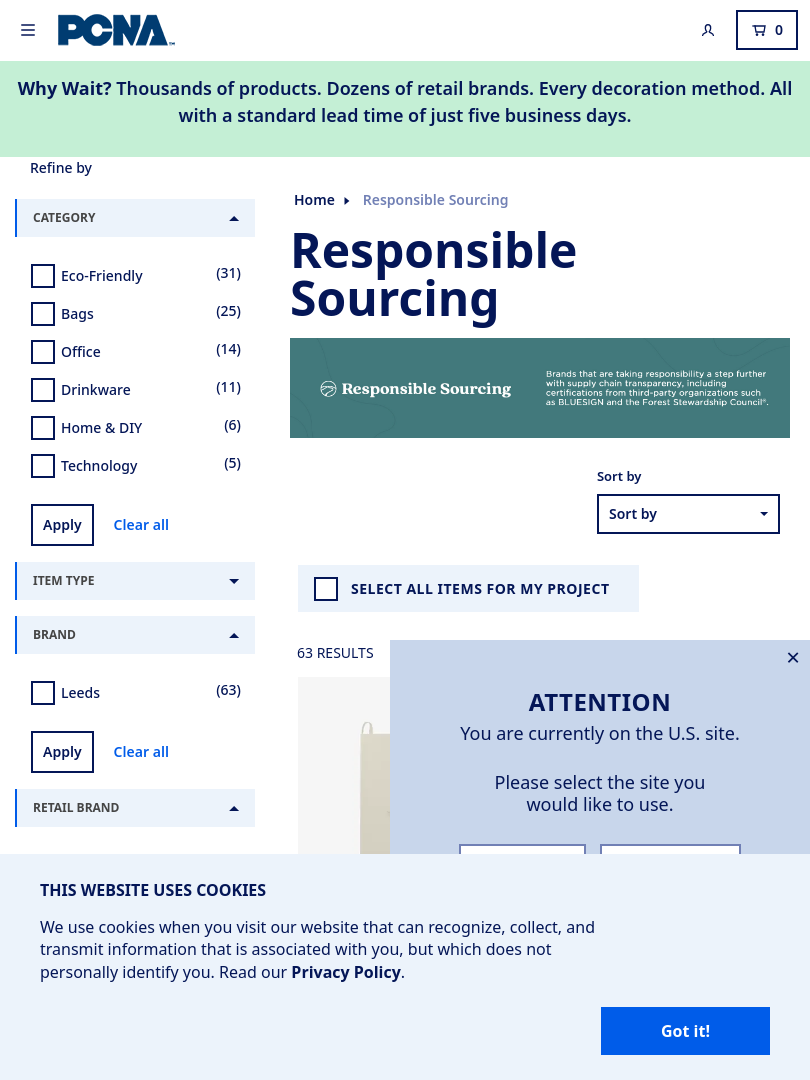 PCNA
0
Why Wait? Thousands of products. Dozens of retail brands. Every decoration method. All
with a standard lead time of just five business days.
Refine by
CATEGORY
Eco-Friendly (31)
Bags (25)
Office (14)
Drinkware (11)
Home & DIY (6)
Technology (5)
Apply Clear all
ITEM TYPE
BRAND
Leeds (63)
Apply Clear all
RETAIL BRAND
Home Responsible Sourcing
Responsible
Sourcing
Responsible Sourcing
Brands that are taking responsibility a step further
with supply chain transparency, including
certifications from third-party organizations such
as BLUESIGN and the Forest Stewardship Council®.
Sort by
Sort by
SELECT ALL ITEMS FOR MY PROJECT
63 RESULTS
ATTENTION
You are currently on the U.S. site.
Please select the site you
would like to use.
THIS WEBSITE USES COOKIES
We use cookies when you visit our website that can recognize, collect, and
transmit information that is associated with you, but which does not
personally identify you. Read our Privacy Policy.
Got it!